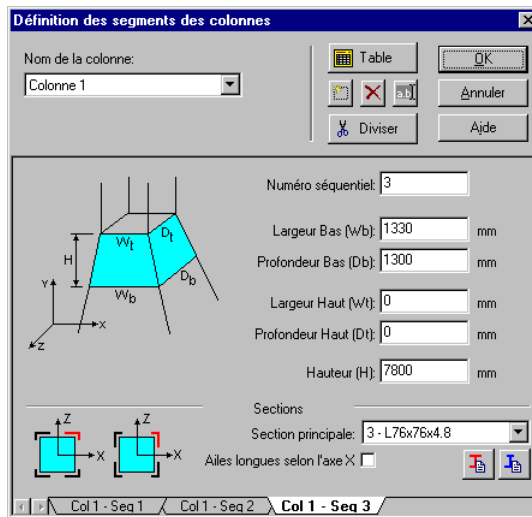 Définition des segments des colonnes
Nom de la colonne:
Colonne 1
Table
OK
a.b
Annuler
Diviser
Aide
Numéro séquentiel: 3
Largeur Bas (Wb): 1330 mm
Profondeur Bas (Db): 1300 mm
Largeur Haut (Wt): 0 mm
Profondeur Haut (Dt): 0 mm
Hauteur (H): 7800 mm
Wt
Dt
H
Db
Wb
Y
X
Z
Sections
Section principale: 3 - L76x76x4.8
Ailes longues selon l'axe X
Z
X
Z
X
Col 1 - Seg 1
Col 1 - Seg 2
Col 1 - Seg 3